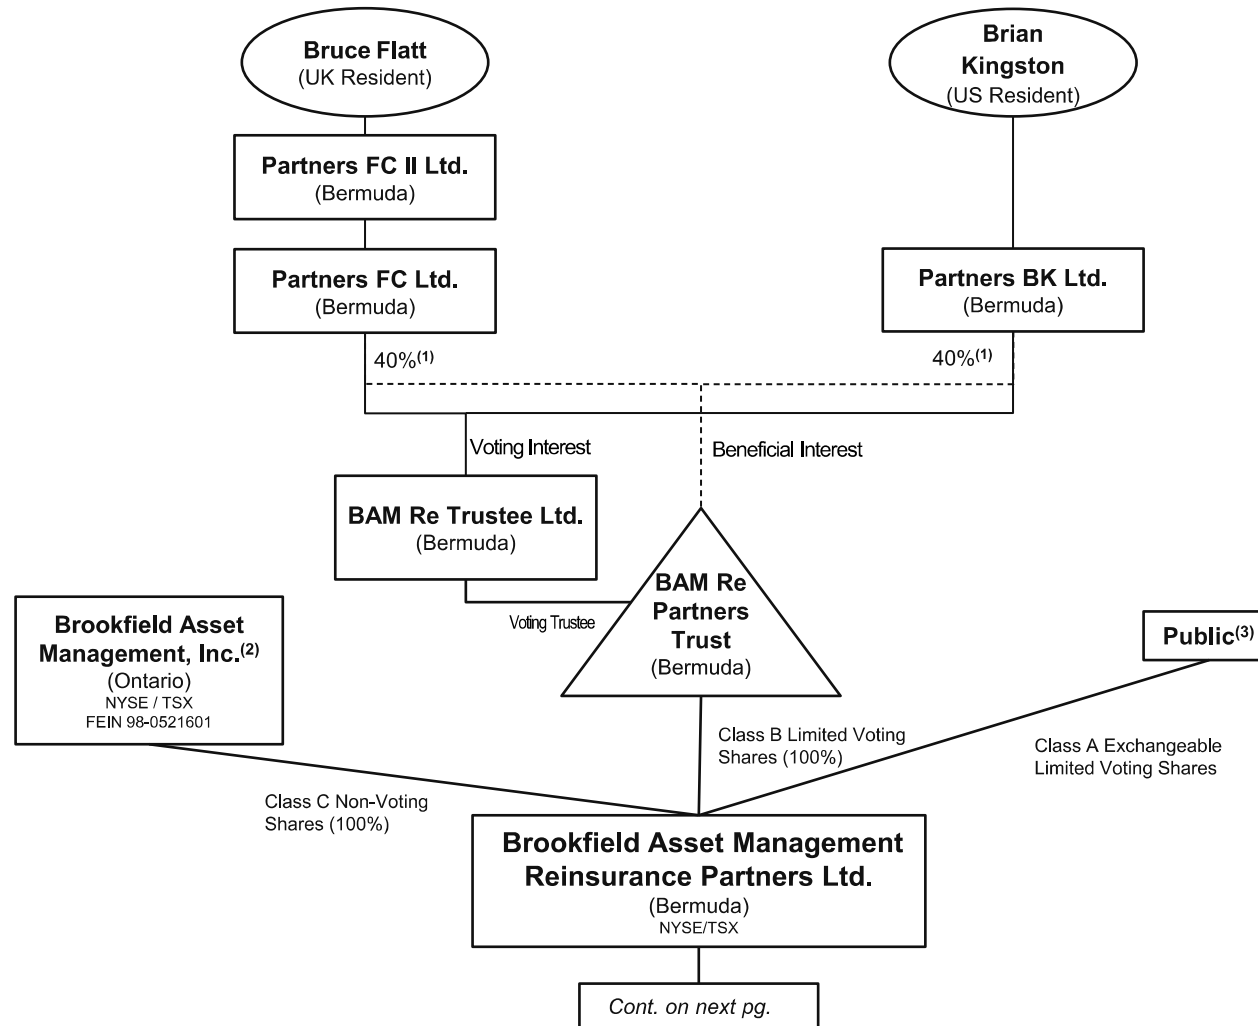 Bruce Flatt
(UK Resident)
Brian
Kingston
(US Resident)
Partners FC II Ltd.
(Bermuda)
Partners FC Ltd.
(Bermuda)
Partners BK Ltd.
(Bermuda)
40%(1)
40%(1)
Voting Interest
Beneficial Interest
BAM Re Trustee Ltd.
(Bermuda)
Voting Trustee
BAM Re
Partners
Trust
(Bermuda)
Brookfield Asset
Management, Inc.(2)
(Ontario)
NYSE / TSX
FEIN 98-0521601
Public(3)
Class C Non-Voting
Shares (100%)
Class B Limited Voting
Shares (100%)
Class A Exchangeable
Limited Voting Shares
Brookfield Asset Management
Reinsurance Partners Ltd.
(Bermuda)
NYSE/TSX
Cont. on next pg.